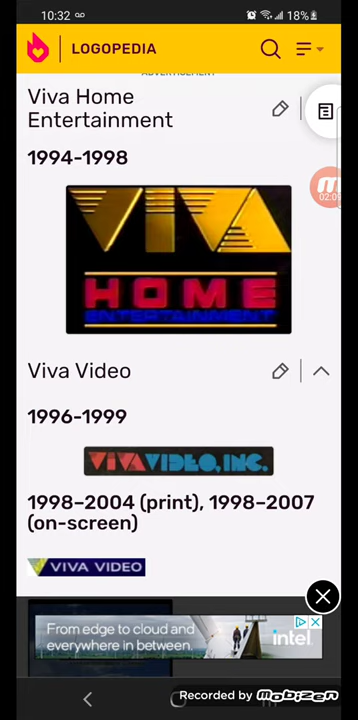 10:32
18%
LOGOPEDIA
ADVERTISEMENT
Viva Home
Entertainment
1994-1998
VIVA
HOME
ENTERTAINMENT
02:0
Viva Video
1996-1999
VIVA VIDEO, INC.
1998–2004 (print), 1998–2007
(on-screen)
VIVA VIDEO
From edge to cloud and
everywhere in between.
intel.
Recorded by Mobizen